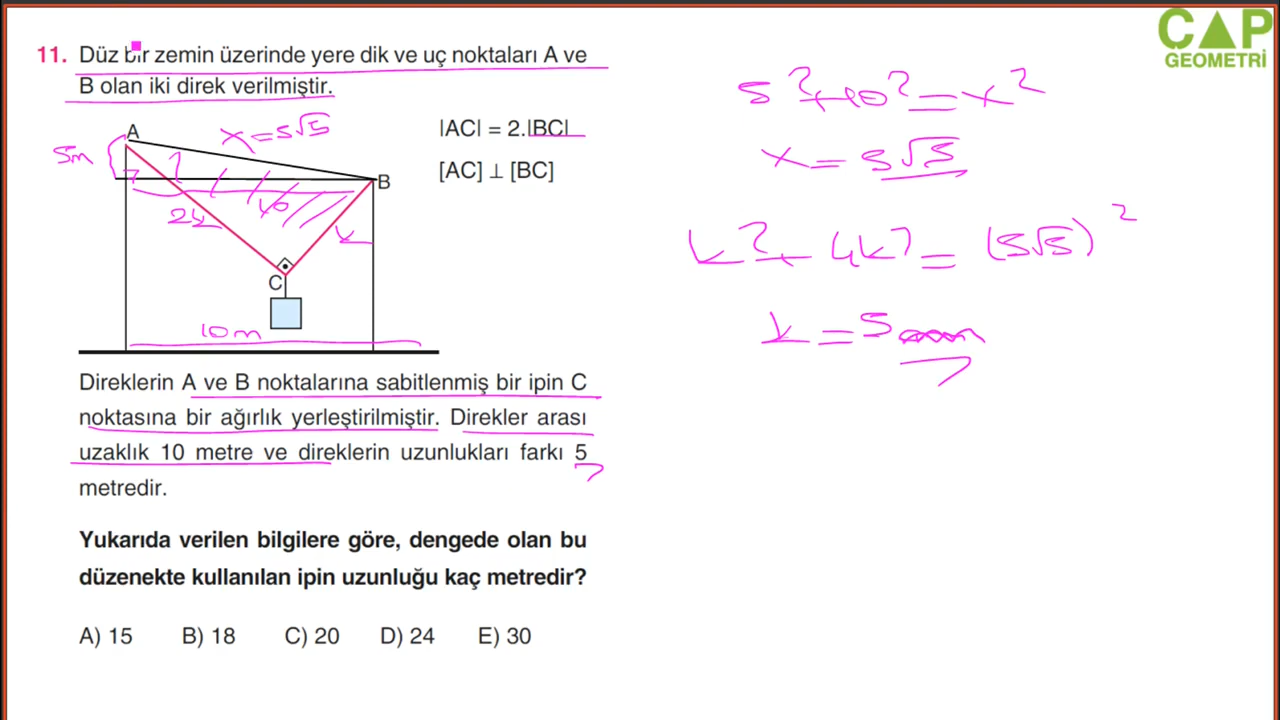 CAP
GEOMETRİ
11. Düz bir zemin üzerinde yere dik ve uç noktaları A ve
B olan iki direk verilmiştir.
|AC| = 2.|BC|
[AC] ⊥ [BC]
A
x = 5√5
5m
B
10
2k
k
C
10 m
Direklerin A ve B noktalarına sabitlenmiş bir ipin C
noktasına bir ağırlık yerleştirilmiştir. Direkler arası
uzaklık 10 metre ve direklerin uzunlukları farkı 5
metredir.
Yukarıda verilen bilgilere göre, dengede olan bu
düzenekte kullanılan ipin uzunluğu kaç metredir?
A) 15 B) 18 C) 20 D) 24 E) 30
5² + 10² = x²
x = 5√5
k² + 4k² = (5√5)²
k = 5